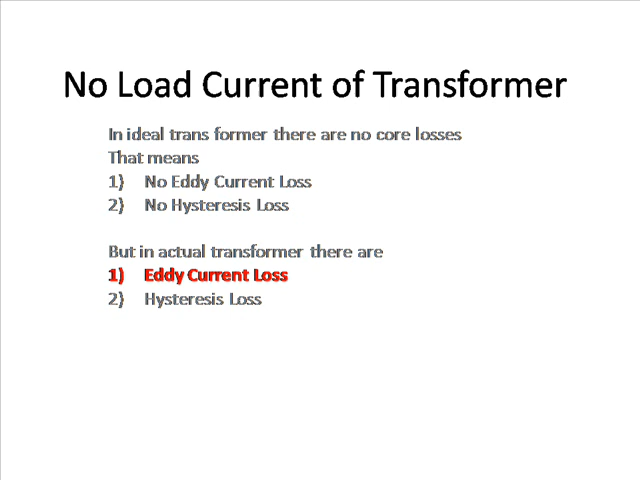 No Load Current of Transformer
In ideal trans former there are no core losses
That means
1) No Eddy Current Loss
2) No Hysteresis Loss
But in actual transformer there are
1) Eddy Current Loss
2) Hysteresis Loss